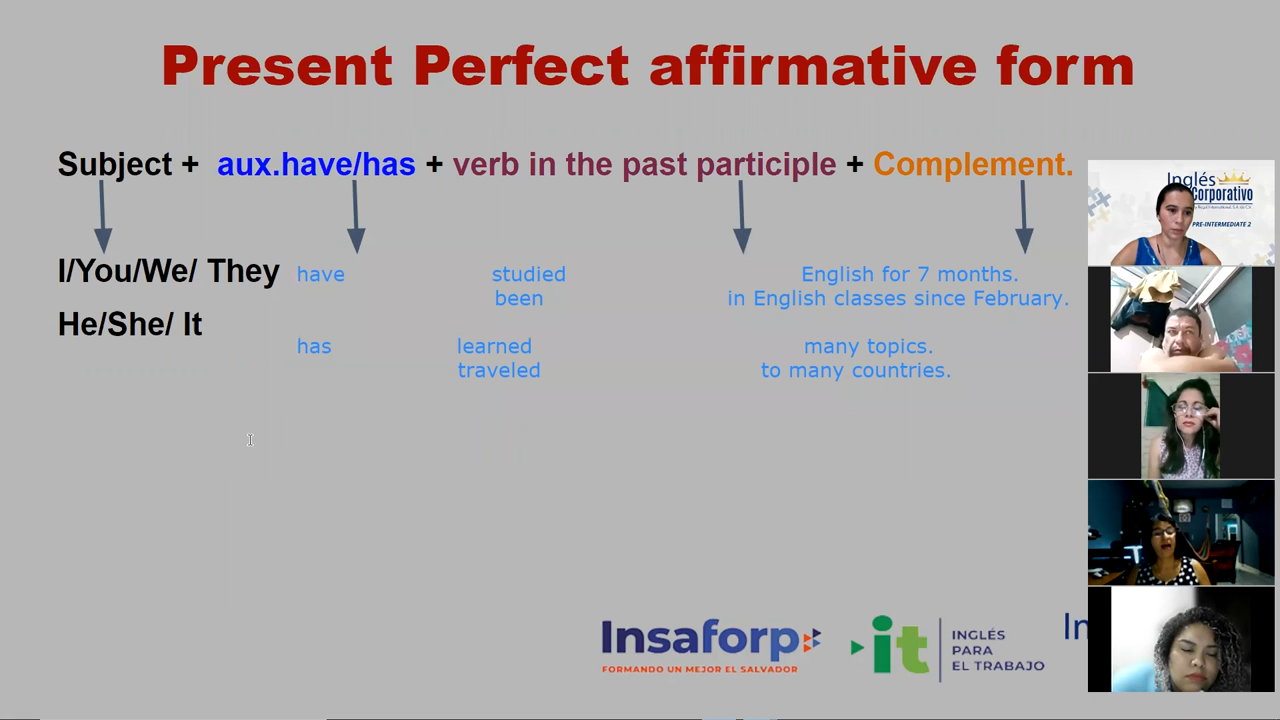 Present Perfect affirmative form
Subject + aux.have/has + verb in the past participle + Complement.
I/You/We/ They have studied English for 7 months.
been in English classes since February.
He/She/ It
has learned many topics.
traveled to many countries.
Inglés
Corporativo
PRE-INTERMEDIATE 2
Insaforp
FORMANDO UN MEJOR EL SALVADOR
it
INGLÉS
PARA
EL TRABAJO
In